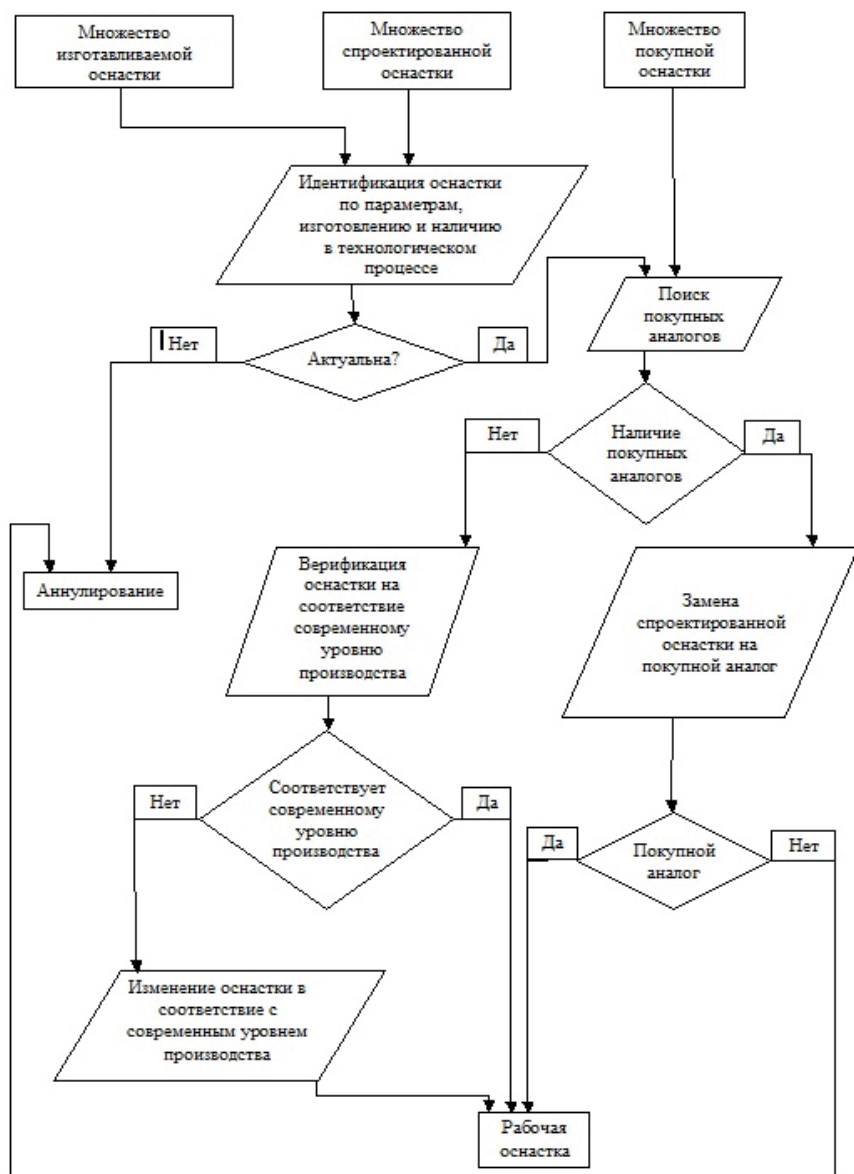 Множество
изготавливаемой
оснастки
Множество
спроектированной
оснастки
Множество
покупной
оснастки
Идентификация оснастки
по параметрам,
изготовлению и наличию
в технологическом
процессе
Поиск
покупных
аналогов
Нет
Актуальна?
Да
Нет
Наличие
покупных
аналогов
Да
Аннулирование
Верификация
оснастки на
соответствие
современному
уровню
производства
Замена
спроектированной
оснастки на
покупной аналог
Нет
Соответствует
современному
уровню
производства
Да
Да
Покупной
аналог
Нет
Изменение оснастки в
соответствие с
современным уровнем
производства
Рабочая
оснастка